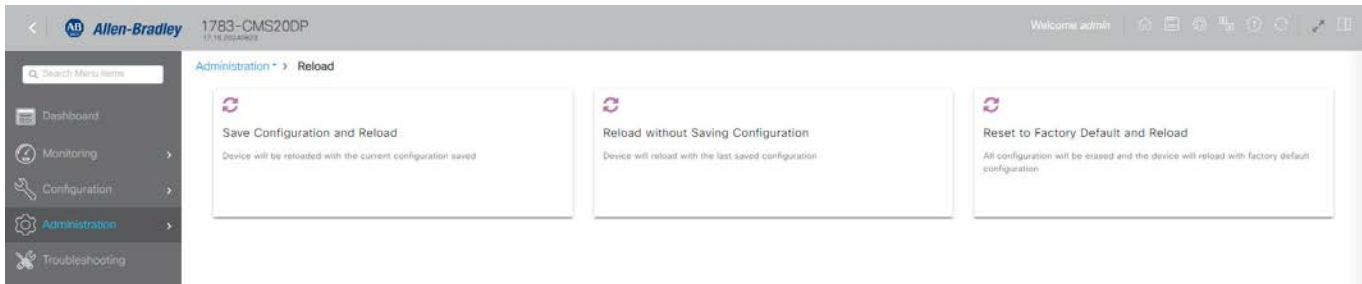 AB Allen-Bradley
1783-CMS20DP
Welcome admin
Search Menu Items
Administration > Reload
Dashboard
Monitoring
Configuration
Administration
Troubleshooting
Save Configuration and Reload
Device will be reloaded with the current configuration saved
Reload without Saving Configuration
Device will reload with the last saved configuration
Reset to Factory Default and Reload
All configuration will be erased and the device will reload with factory default
configuration